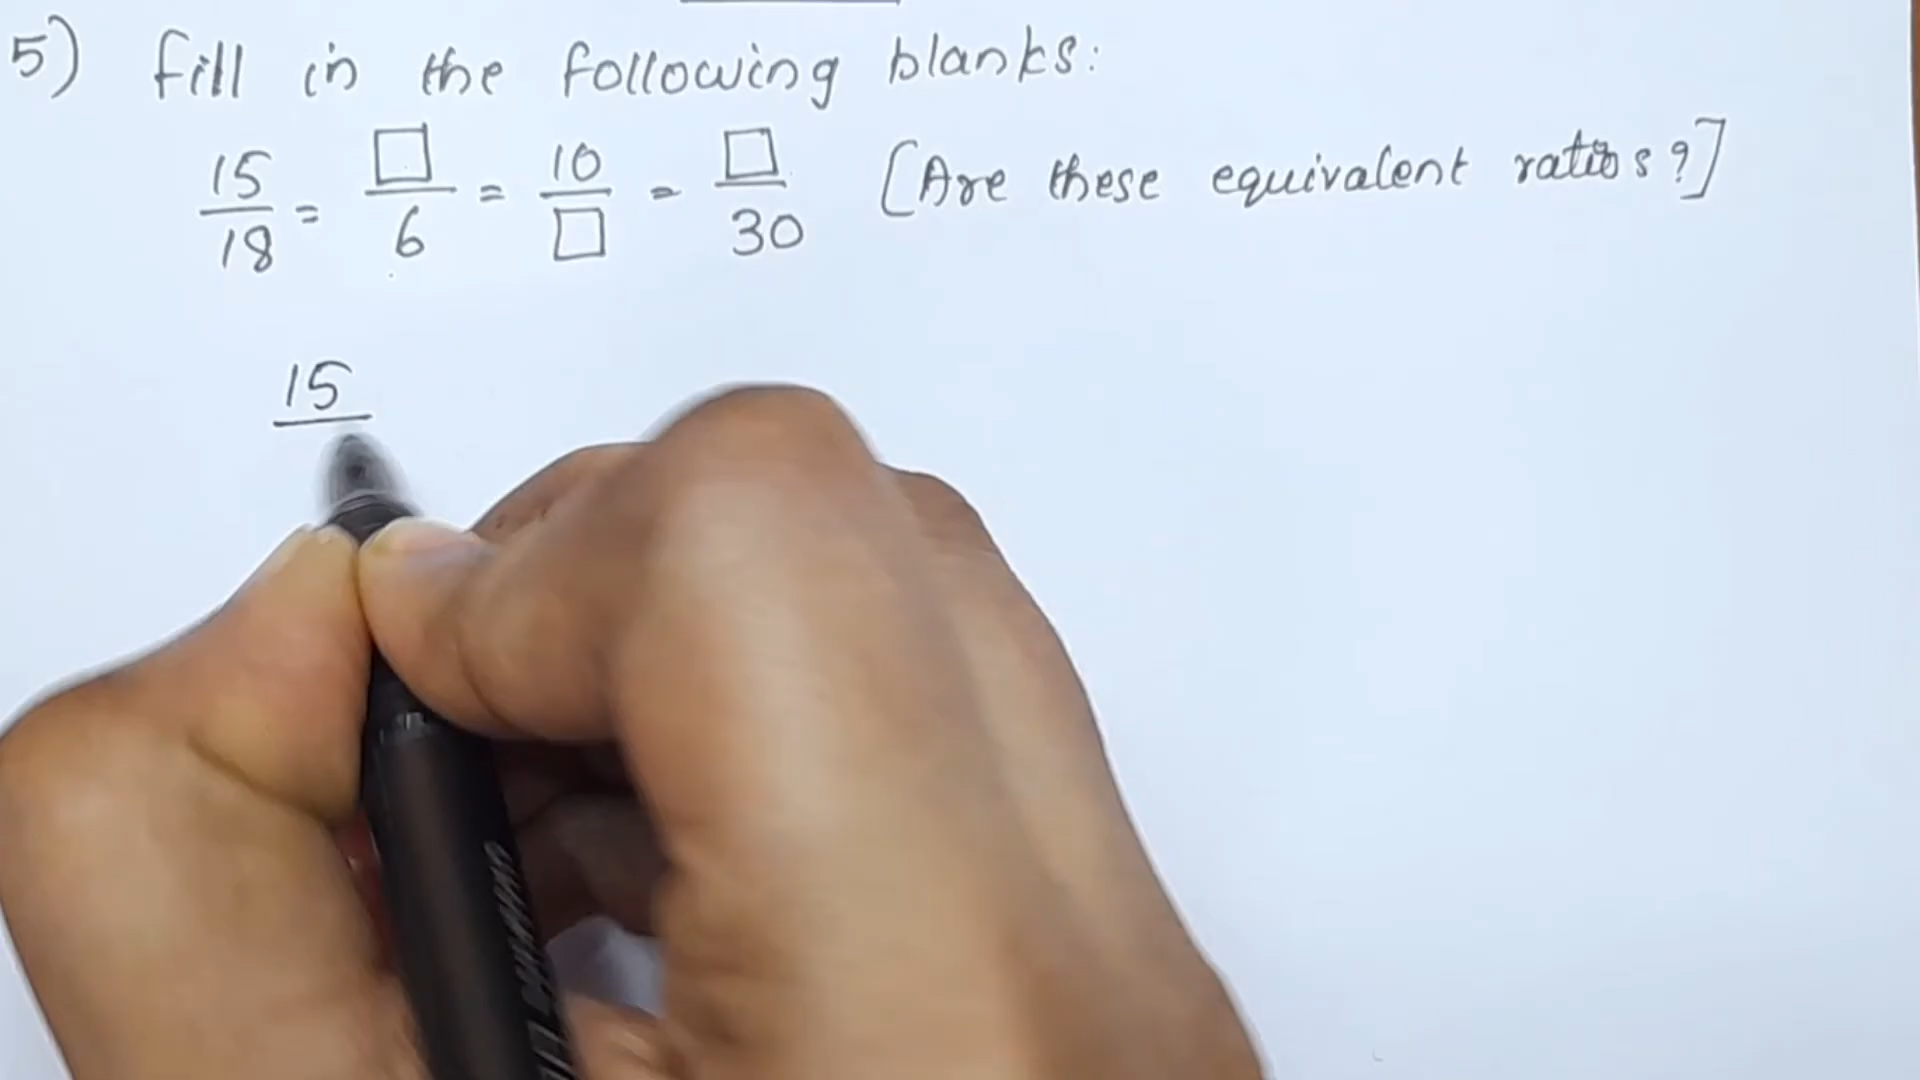 5) Fill in the following blanks:
15/18 = □/6 = 10/□ = □/30 [Are these equivalent ratios?]
15